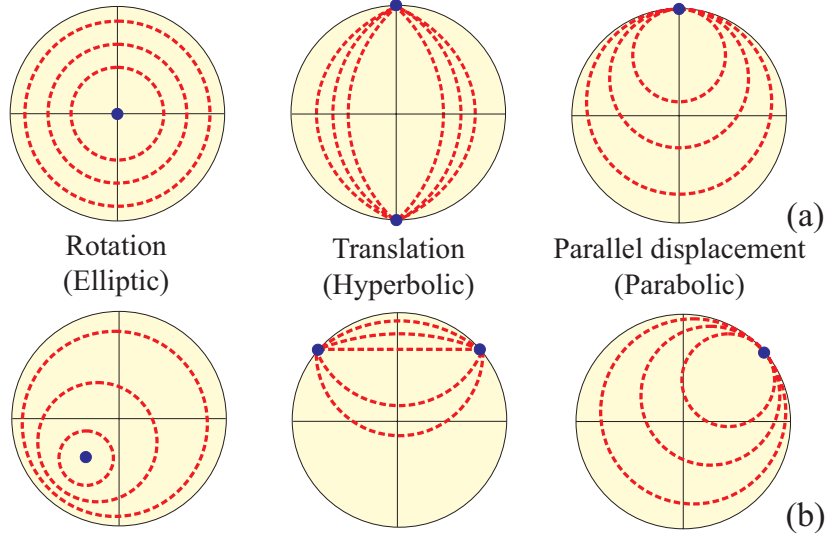 (a)
Rotation
(Elliptic)
Translation
(Hyperbolic)
Parallel displacement
(Parabolic)
(b)